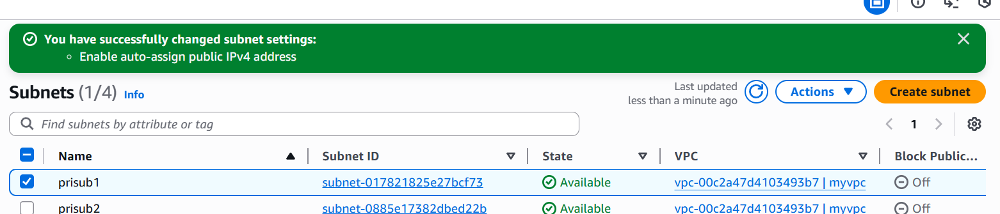 You have successfully changed subnet settings:
Enable auto-assign public IPv4 address
Subnets (1/4) Info
Last updated
less than a minute ago
Actions
Create subnet
Find subnets by attribute or tag
1
Name Subnet ID State VPC Block Public...
prisub1 subnet-017821825e27bcf73 Available vpc-00c2a47d4103493b7 | myvpc Off
prisub2 subnet-0885e17382dbed22b Available vpc-00c2a47d4103493b7 | myvpc Off